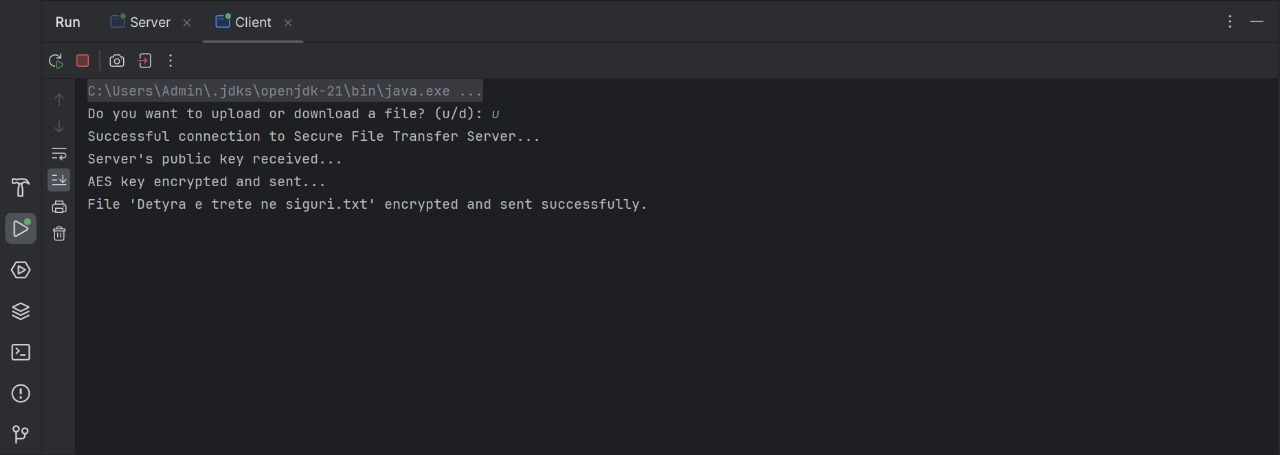 Run Server Client
C:\Users\Admin\.jdks\openjdk-21\bin\java.exe ...
Do you want to upload or download a file? (u/d): u
Successful connection to Secure File Transfer Server...
Server's public key received...
AES key encrypted and sent...
File 'Detyra e trete ne siguri.txt' encrypted and sent successfully.